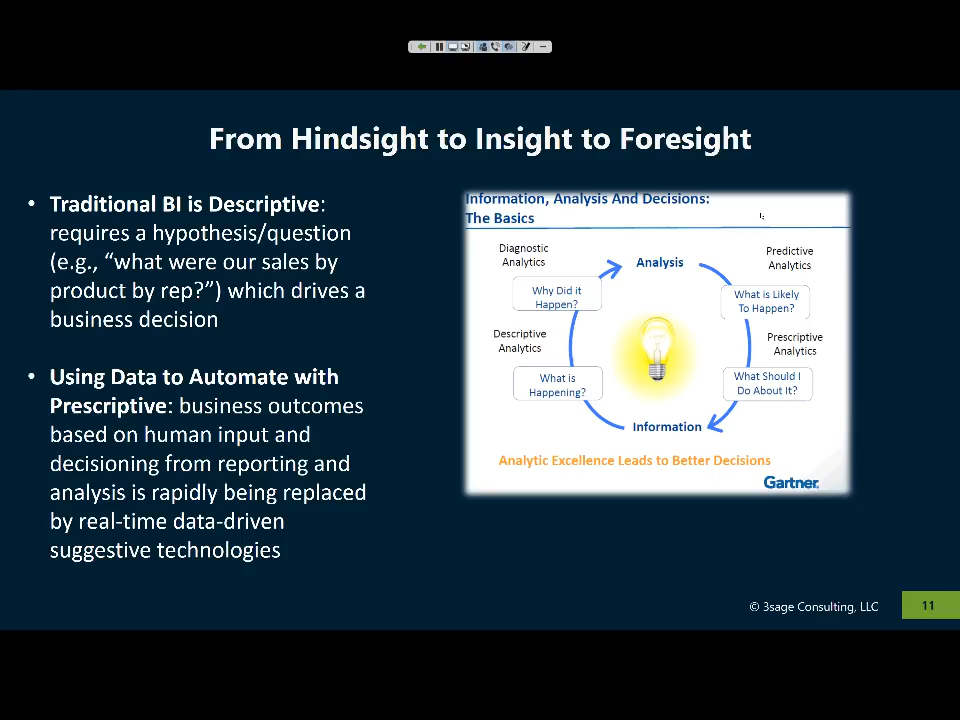 From Hindsight to Insight to Foresight
• Traditional BI is Descriptive:
requires a hypothesis/question
(e.g., “what were our sales by
product by rep?”) which drives a
business decision
• Using Data to Automate with
Prescriptive: business outcomes
based on human input and
decisioning from reporting and
analysis is rapidly being replaced
by real-time data-driven
suggestive technologies
Information, Analysis And Decisions:
The Basics
Diagnostic
Analytics
Why Did it
Happen?
Descriptive
Analytics
What is
Happening?
Analysis
Information
Predictive
Analytics
What is Likely
To Happen?
Prescriptive
Analytics
What Should I
Do About It?
Analytic Excellence Leads to Better Decisions
Gartner
© 3sage Consulting, LLC
11